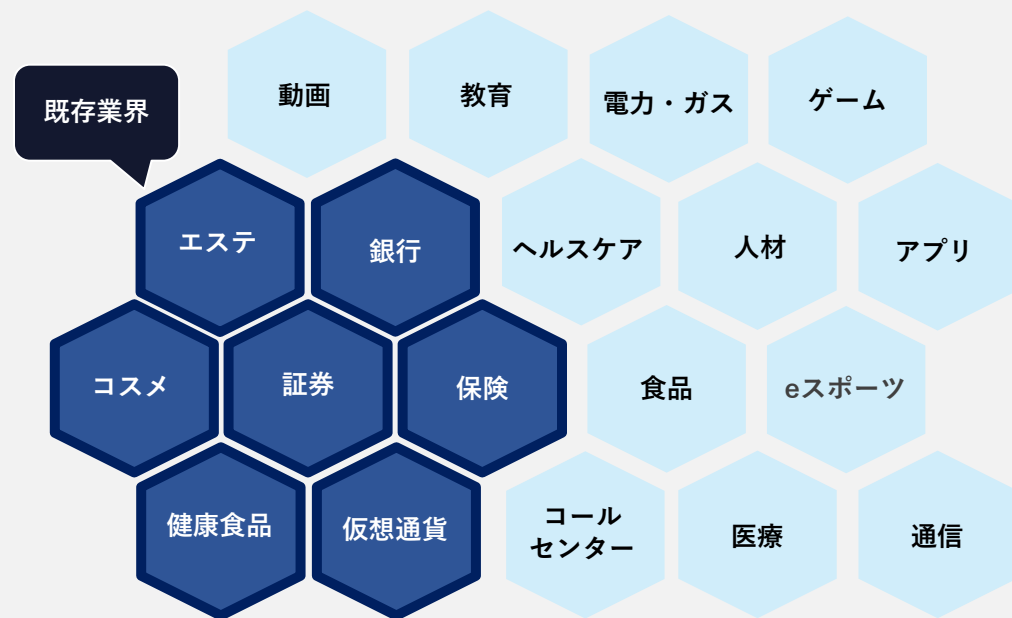 動画
教育
電力・ガス
ゲーム
既存業界
エステ
銀行
ヘルスケア
人材
アプリ
コスメ
証券
保険
食品
eスポーツ
健康食品
仮想通貨
コール
センター
医療
通信